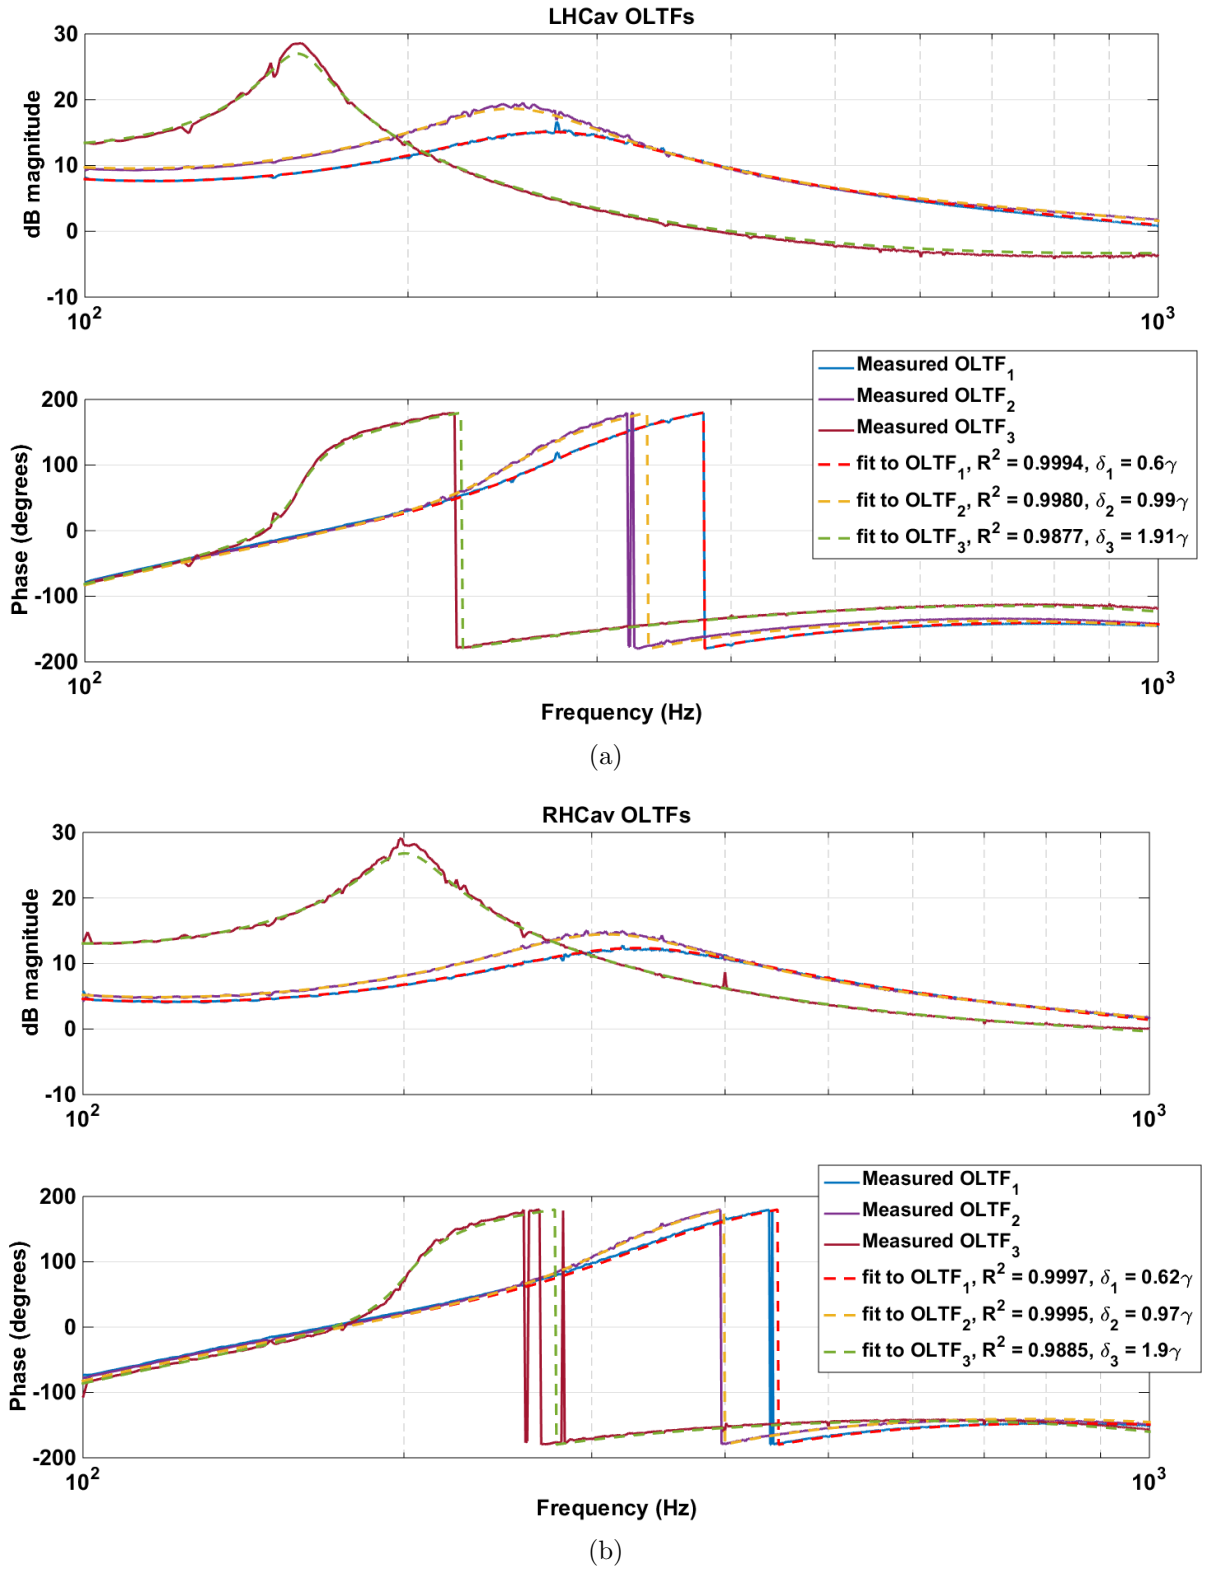 LHCav OLTFs
30
20
10
0
-10
dB magnitude
10^2
10^3
200
100
0
-100
-200
Phase (degrees)
10^2
10^3
Frequency (Hz)
Measured OLTF_1
Measured OLTF_2
Measured OLTF_3
fit to OLTF_1, R^2 = 0.9994, δ_1 = 0.6γ
fit to OLTF_2, R^2 = 0.9980, δ_2 = 0.99γ
fit to OLTF_3, R^2 = 0.9877, δ_3 = 1.91γ
(a)
RHCav OLTFs
30
20
10
0
-10
dB magnitude
10^2
10^3
200
100
0
-100
-200
Phase (degrees)
10^2
10^3
Frequency (Hz)
Measured OLTF_1
Measured OLTF_2
Measured OLTF_3
fit to OLTF_1, R^2 = 0.9997, δ_1 = 0.62γ
fit to OLTF_2, R^2 = 0.9995, δ_2 = 0.97γ
fit to OLTF_3, R^2 = 0.9885, δ_3 = 1.9γ
(b)